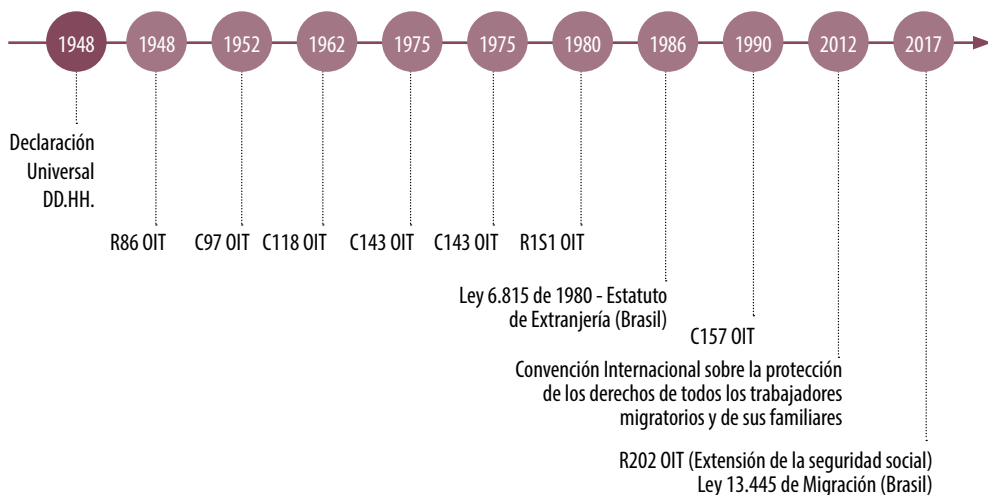 1948 1948 1952 1962 1975 1975 1980 1986 1990 2012 2017
Declaración
Universal
DD.HH.
R86 OIT C97 OIT C118 OIT C143 OIT C143 OIT R1S1 OIT
Ley 6.815 de 1980 - Estatuto
de Extranjería (Brasil)
C157 OIT
Convención Internacional sobre la protección
de los derechos de todos los trabajadores
migratorios y de sus familiares
R202 OIT (Extensión de la seguridad social)
Ley 13.445 de Migración (Brasil)